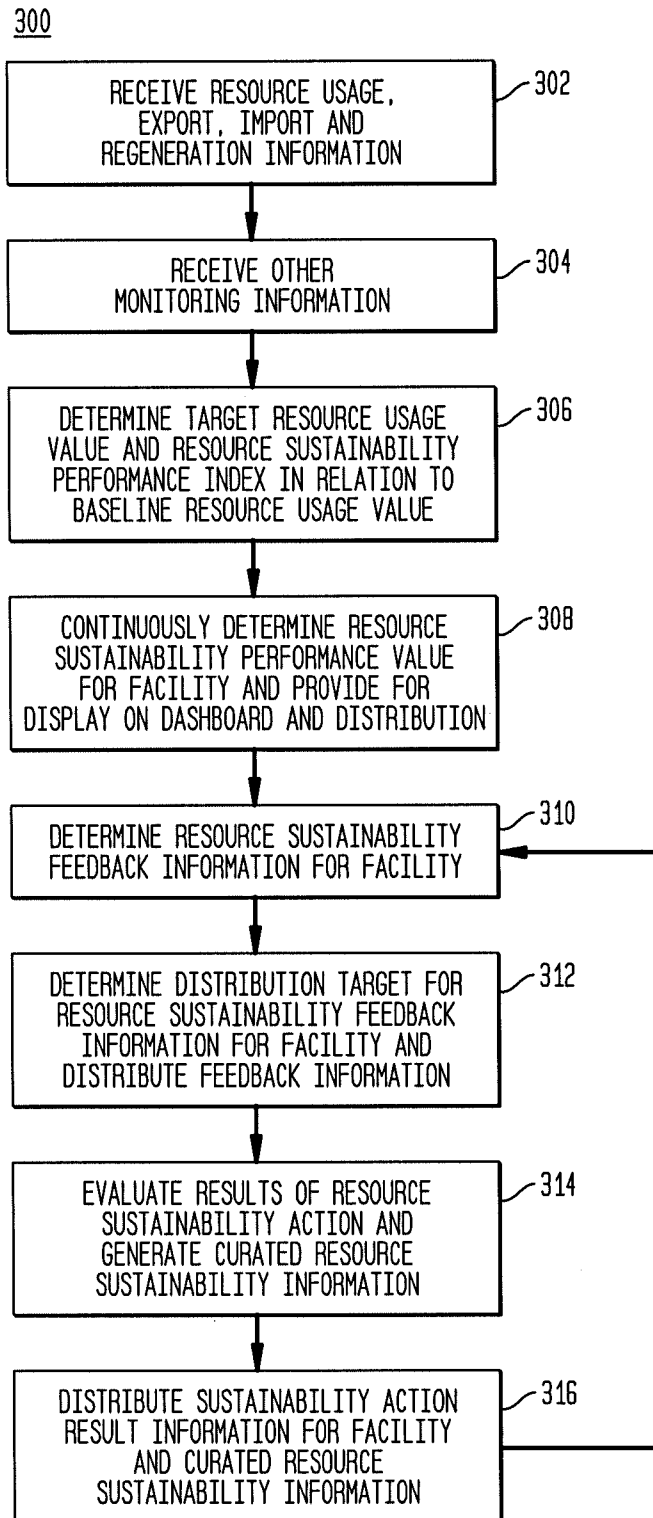 300
RECEIVE RESOURCE USAGE,
EXPORT, IMPORT AND
REGENERATION INFORMATION
302
RECEIVE OTHER
MONITORING INFORMATION
304
DETERMINE TARGET RESOURCE USAGE
VALUE AND RESOURCE SUSTAINABILITY
PERFORMANCE INDEX IN RELATION TO
BASELINE RESOURCE USAGE VALUE
306
CONTINUOUSLY DETERMINE RESOURCE
SUSTAINABILITY PERFORMANCE VALUE
FOR FACILITY AND PROVIDE FOR
DISPLAY ON DASHBOARD AND DISTRIBUTION
308
DETERMINE RESOURCE SUSTAINABILITY
FEEDBACK INFORMATION FOR FACILITY
310
DETERMINE DISTRIBUTION TARGET FOR
RESOURCE SUSTAINABILITY FEEDBACK
INFORMATION FOR FACILITY AND
DISTRIBUTE FEEDBACK INFORMATION
312
EVALUATE RESULTS OF RESOURCE
SUSTAINABILITY ACTION AND
GENERATE CURATED RESOURCE
SUSTAINABILITY INFORMATION
314
DISTRIBUTE SUSTAINABILITY ACTION
RESULT INFORMATION FOR FACILITY
AND CURATED RESOURCE
SUSTAINABILITY INFORMATION
316